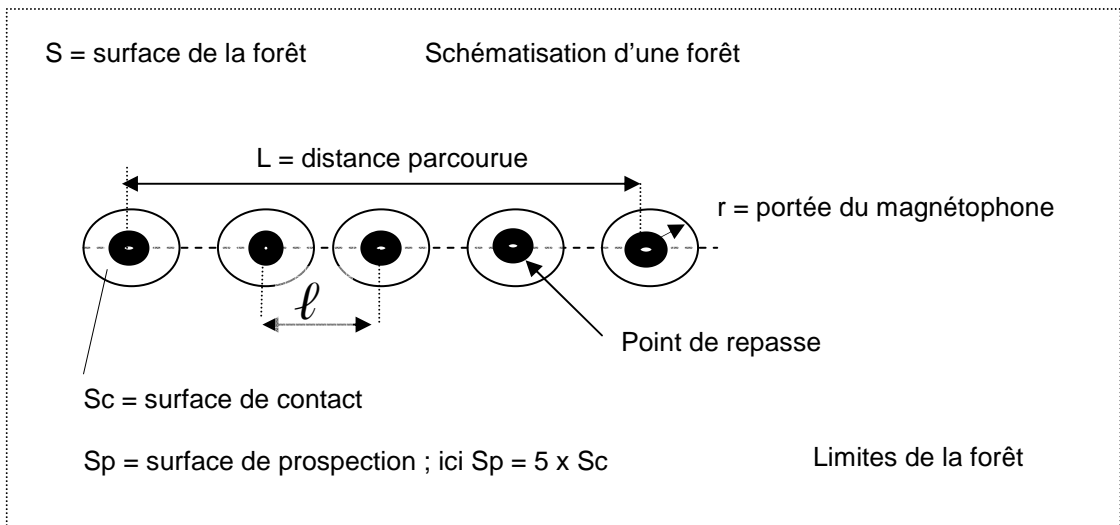 S = surface de la forêt
Schématisation d’une forêt
L = distance parcourue
r = portée du magnétophone
ℓ
Point de repasse
Sc = surface de contact
Sp = surface de prospection ; ici Sp = 5 x Sc
Limites de la forêt